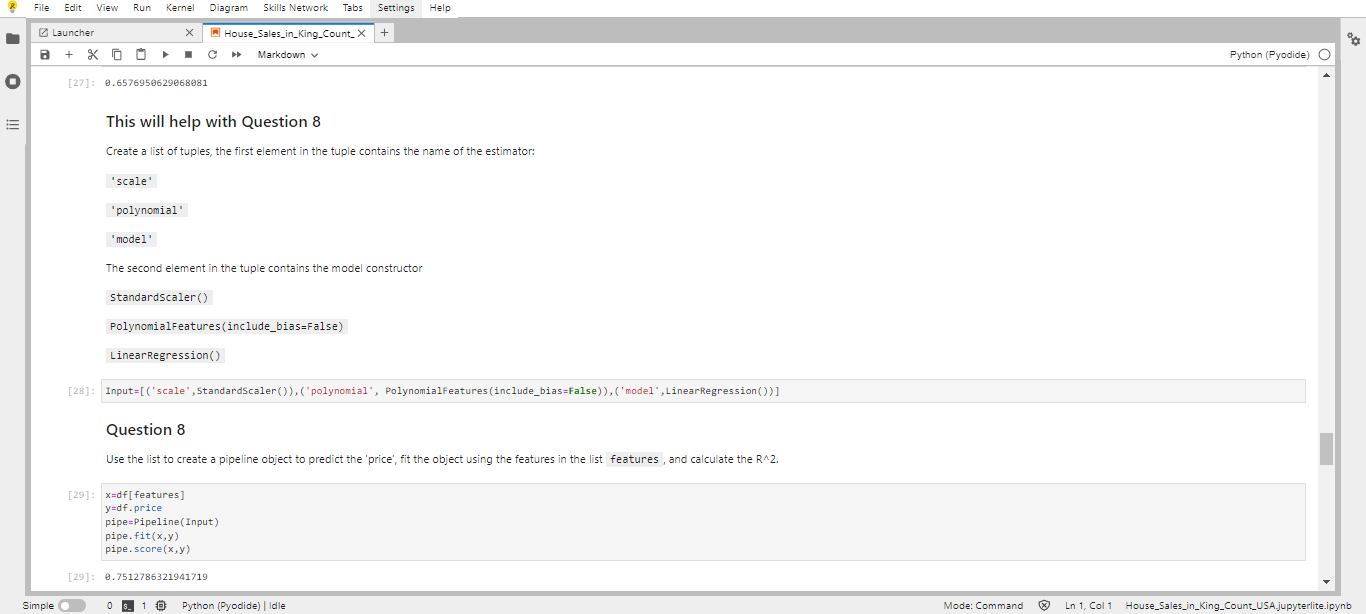 File Edit View Run Kernel Diagram Skills Network Tabs Settings Help
Launcher House_Sales_in_King_Count_
Markdown Python (Pyodide)
[27]: 0.6576950629068081
This will help with Question 8
Create a list of tuples, the first element in the tuple contains the name of the estimator:
'scale'
'polynomial'
'model'
The second element in the tuple contains the model constructor
StandardScaler()
PolynomialFeatures(include_bias=False)
LinearRegression()
[28]: Input=[('scale',StandardScaler()),('polynomial', PolynomialFeatures(include_bias=False)),('model',LinearRegression())]
Question 8
Use the list to create a pipeline object to predict the 'price', fit the object using the features in the list features, and calculate the R^2.
[29]: x=df[features]
y=df.price
pipe=Pipeline(Input)
pipe.fit(x,y)
pipe.score(x,y)
[29]: 0.7512786321941719
Simple 0 1 Python (Pyodide) | Idle Mode: Command Ln 1, Col 1 House_Sales_in_King_Count_USA.jupyterlite.ipynb